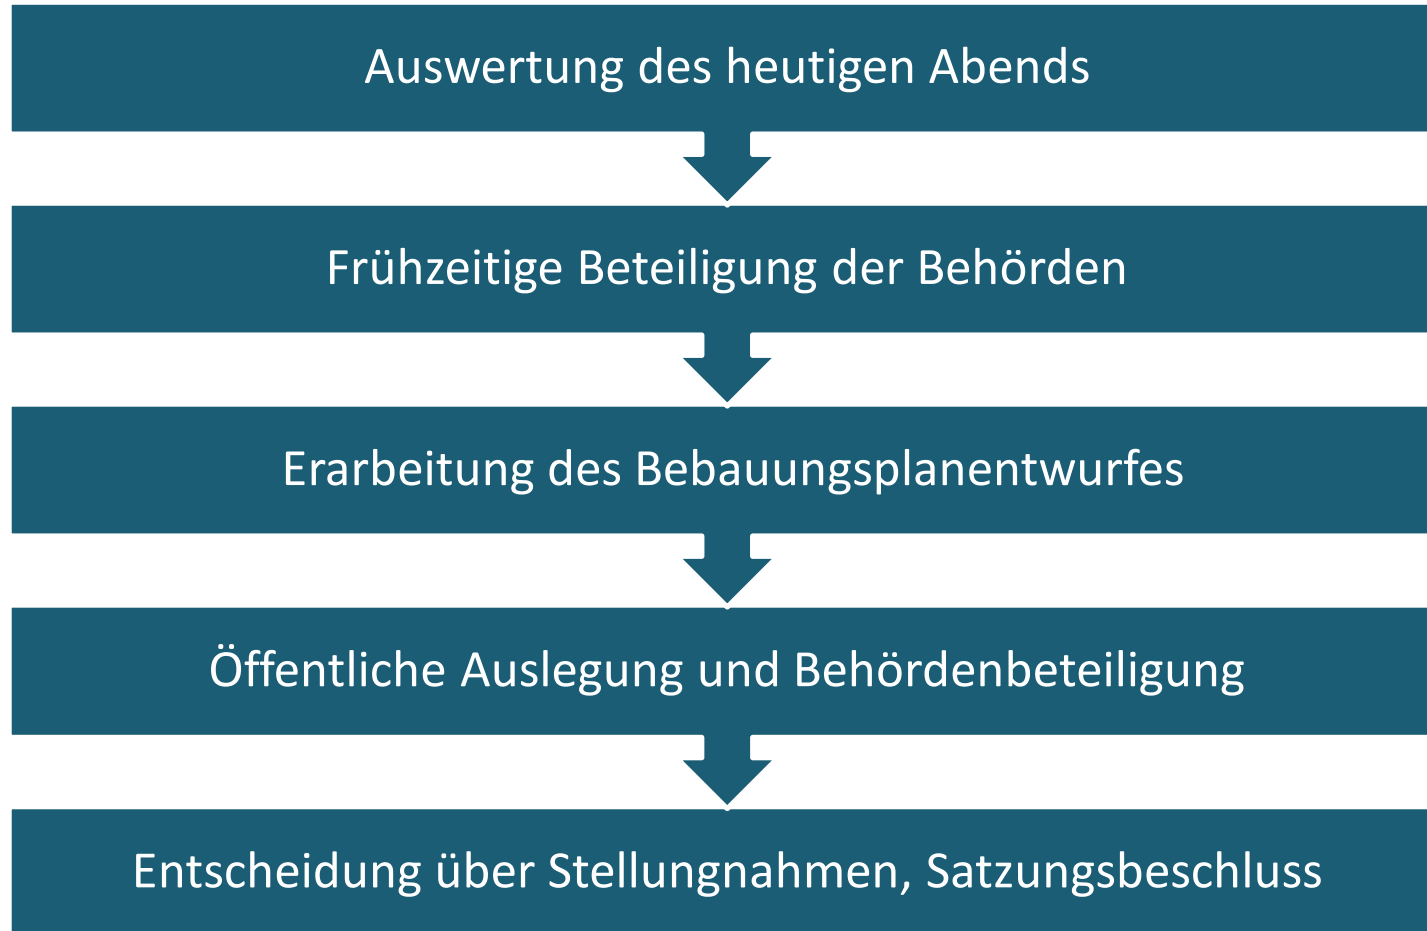 Auswertung des heutigen Abends
Frühzeitige Beteiligung der Behörden
Erarbeitung des Bebauungsplanentwurfes
Öffentliche Auslegung und Behördenbeteiligung
Entscheidung über Stellungnahmen, Satzungsbeschluss